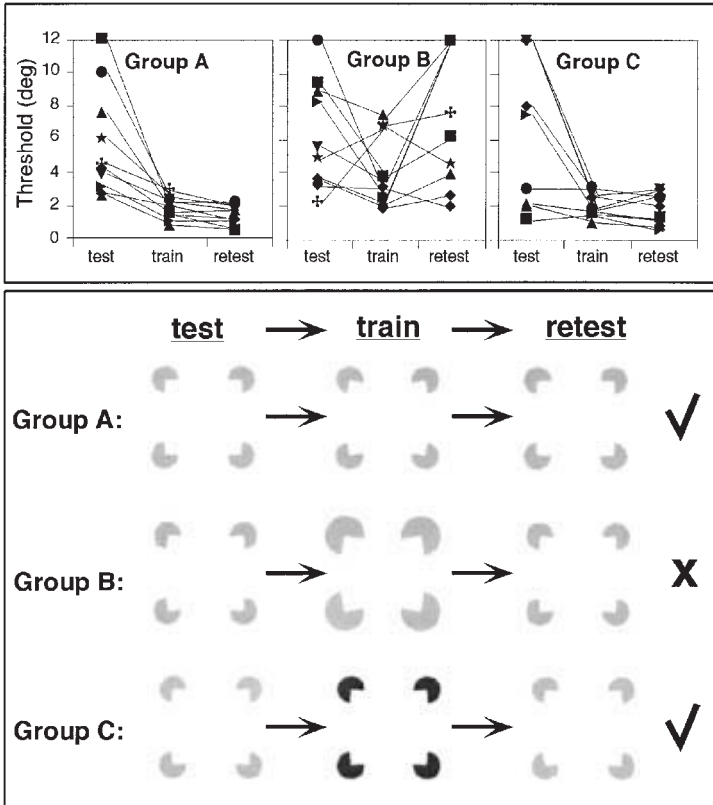 Group A
Group B
Group C
Threshold (deg)
12
10
8
6
4
2
0
test
train
retest
test
train
retest
test
train
retest
test
train
retest
Group A:
Group B:
X
Group C: